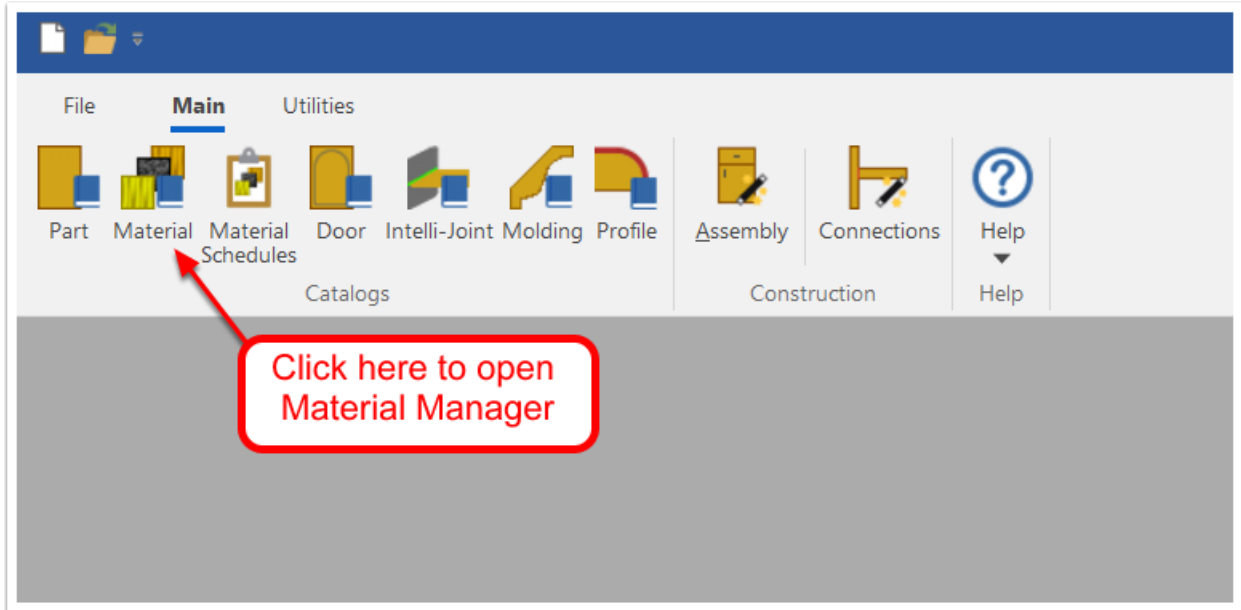 File Main Utilities
Part Material Material Schedules Door Intelli-Joint Molding Profile Assembly Connections Help
Catalogs Construction Help
Click here to open
Material Manager